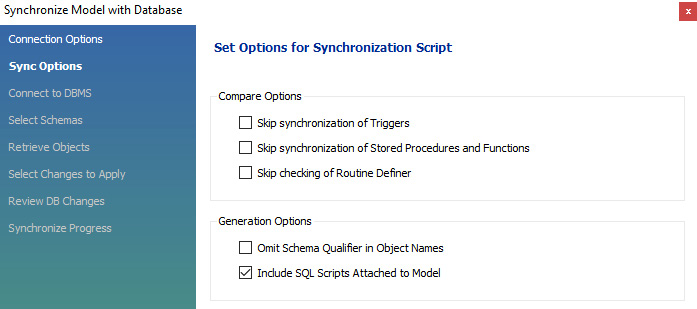 Synchronize Model with Database
x
Connection Options
Sync Options
Connect to DBMS
Select Schemas
Retrieve Objects
Select Changes to Apply
Review DB Changes
Synchronize Progress
Set Options for Synchronization Script
Compare Options
Skip synchronization of Triggers
Skip synchronization of Stored Procedures and Functions
Skip checking of Routine Definer
Generation Options
Omit Schema Qualifier in Object Names
Include SQL Scripts Attached to Model